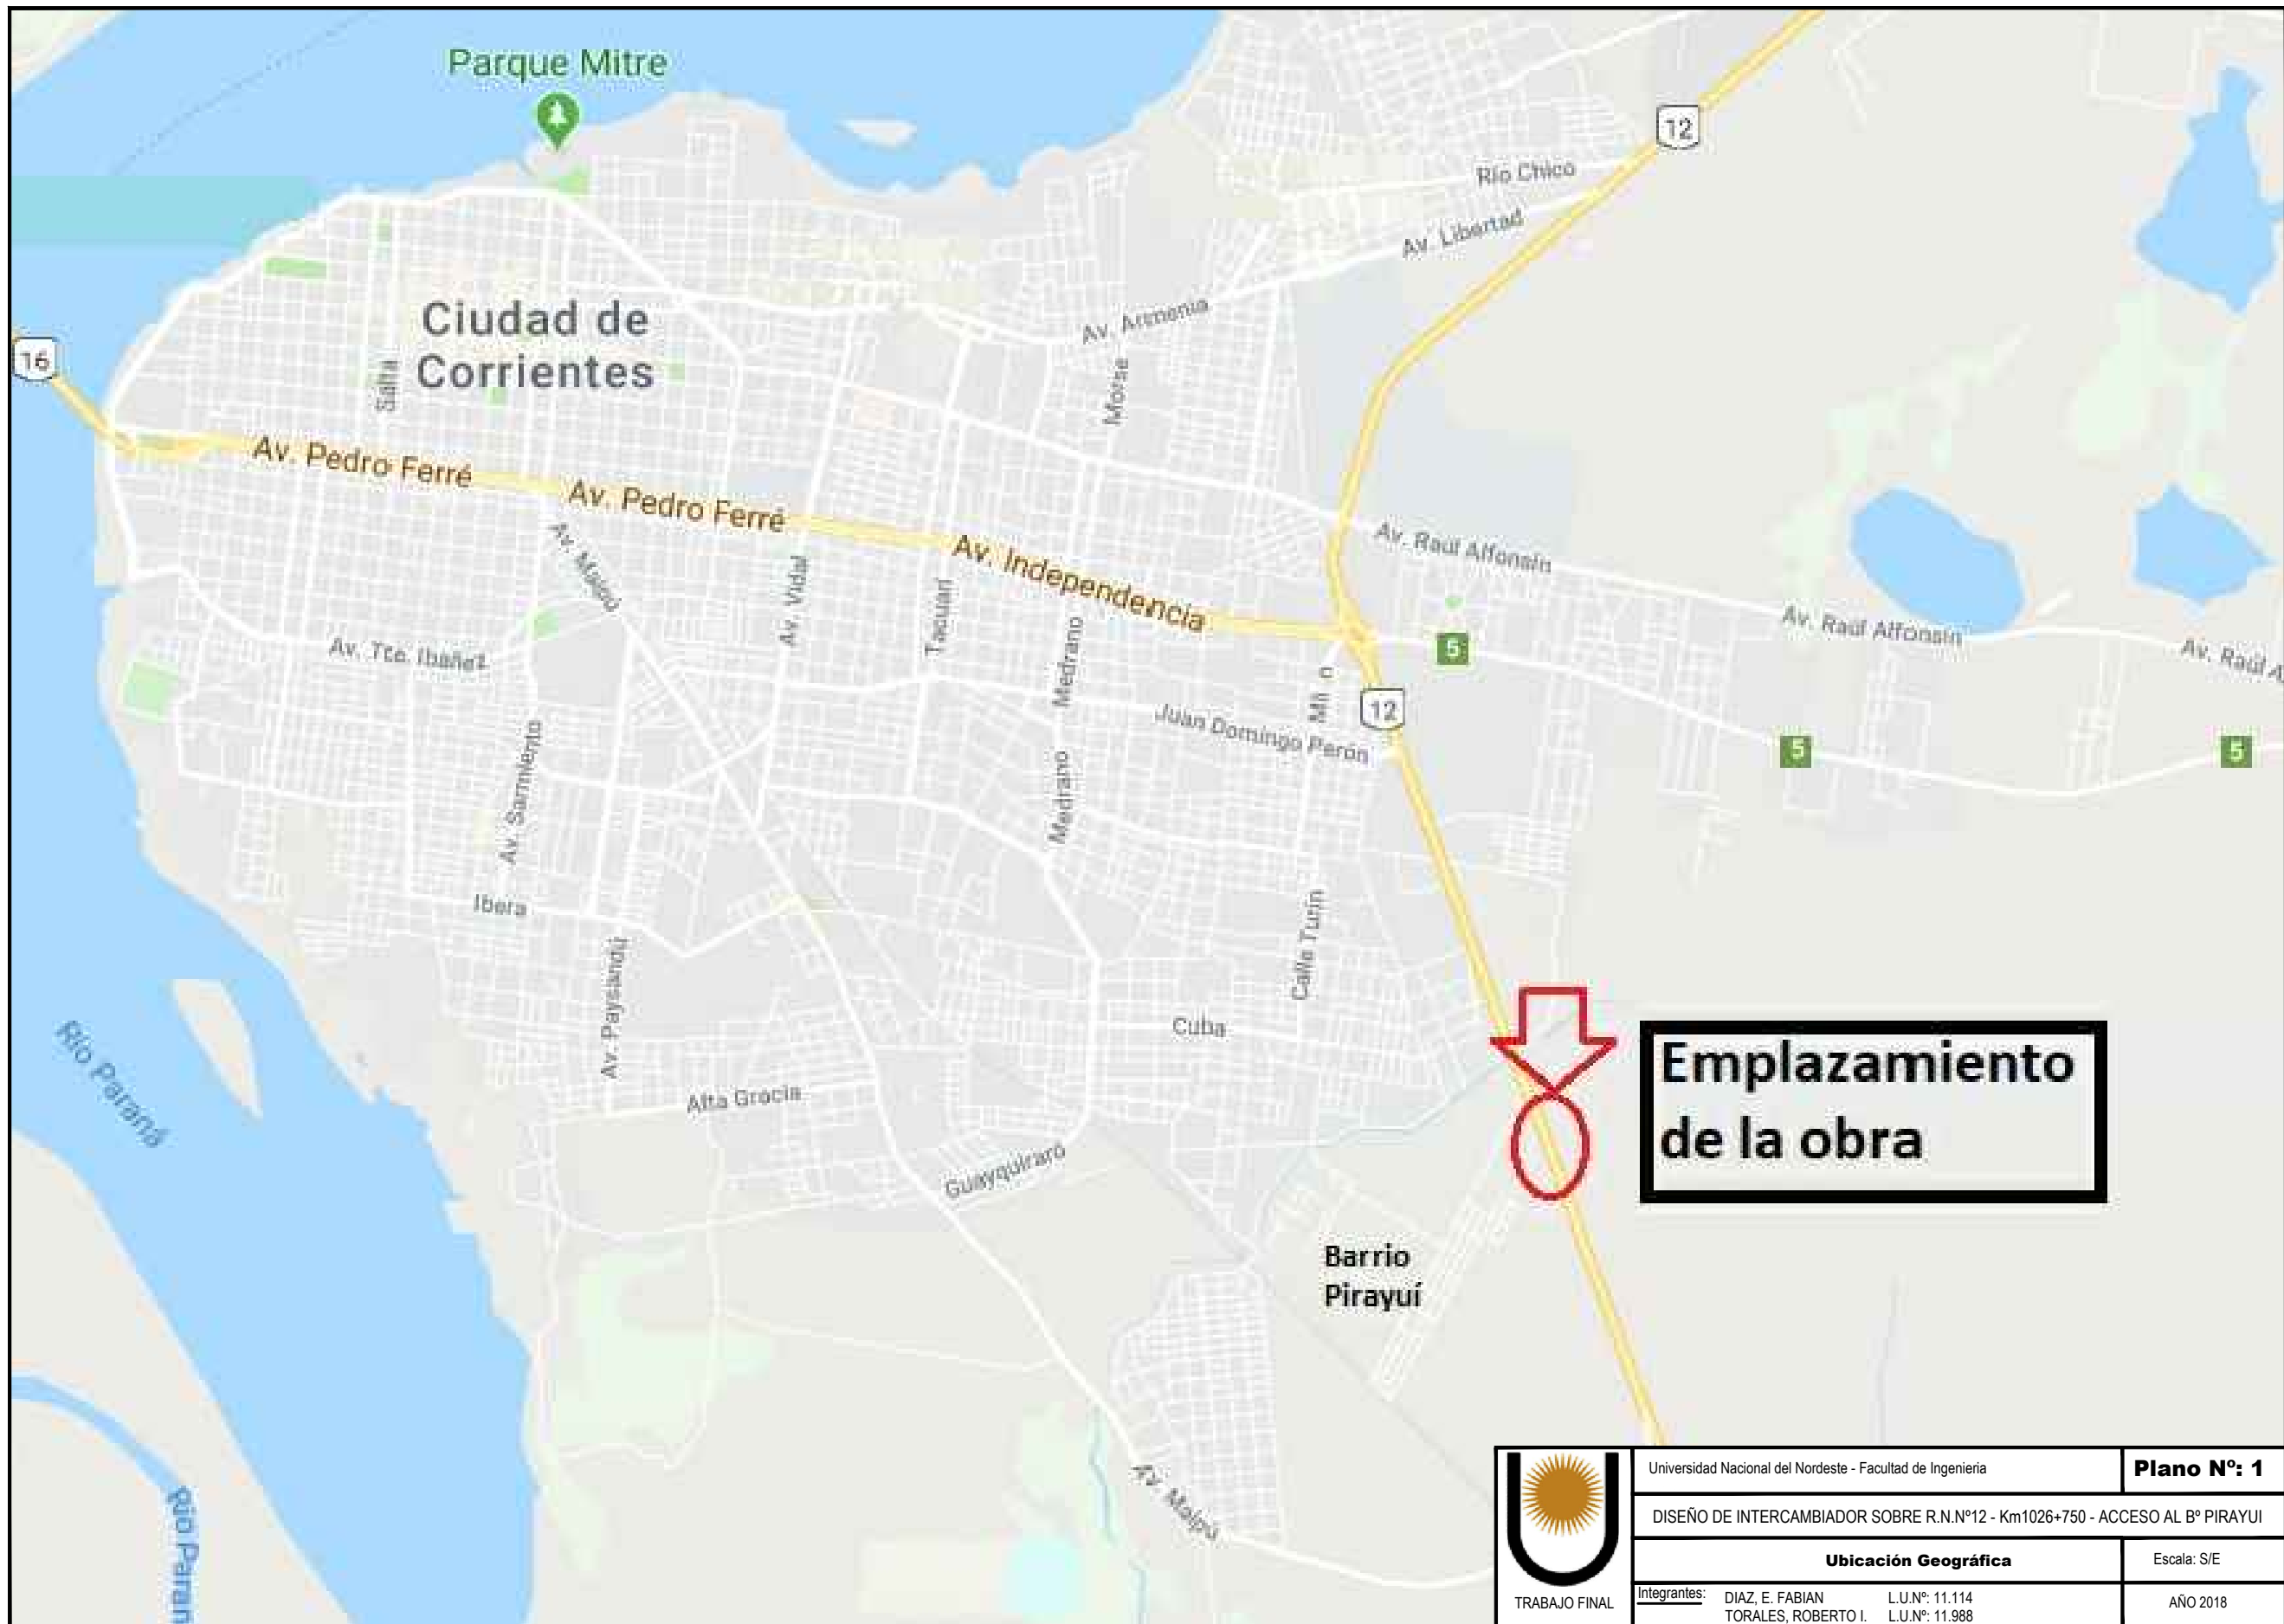 Parque Mitre
12
Río Chico
Av. Libertad
Ciudad de
Corrientes
Av. Armenia
16
Salta
Morse
Av. Pedro Ferré
Av. Pedro Ferré
Av. Independencia
Av. Raúl Alfonsín
Av. Raúl Alfonsín
Av. Raúl A
Av. Maipú
Av. Vidal
Tacuarí
Medrano
5
Av. Tte. Ibañez
12
Juan Domingo Perón
5
5
Av. Sarmiento
Medrano
Ibera
Calle Turín
Av. Paysandú
Cuba
Río Paraná
Alta Gracia
Guayquiraró
Emplazamiento
de la obra
Barrio
Pirayuí
Av. Maipú
Río Paran
Universidad Nacional del Nordeste - Facultad de Ingenieria
Plano Nº: 1
DISEÑO DE INTERCAMBIADOR SOBRE R.N.Nº12 - Km1026+750 - ACCESO AL Bº PIRAYUI
Ubicación Geográfica
Escala: S/E
TRABAJO FINAL
Integrantes: DIAZ, E. FABIAN L.U.Nº: 11.114
TORALES, ROBERTO I. L.U.Nº: 11.988
AÑO 2018